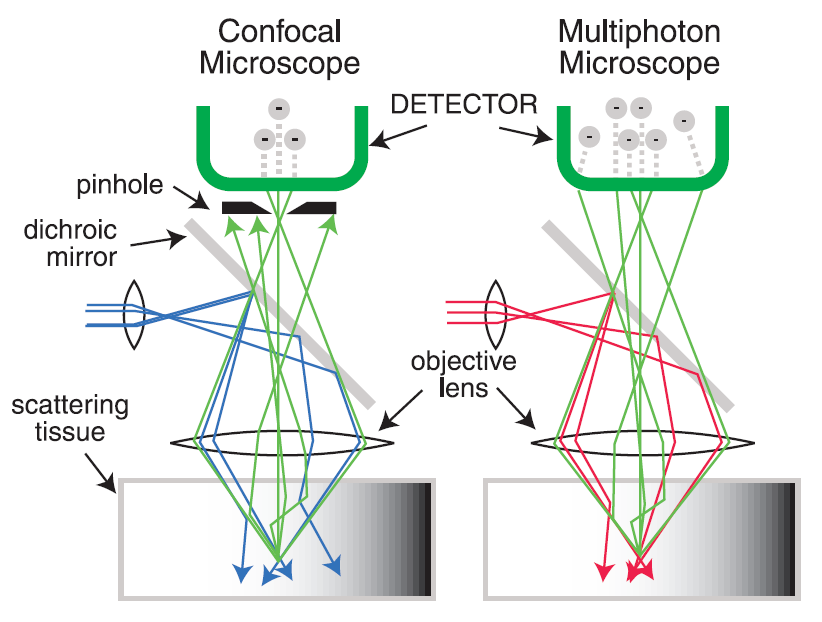 Confocal
Microscope
Multiphoton
Microscope
DETECTOR
- - -
- - - - - -
pinhole
dichroic
mirror
objective
lens
scattering
tissue